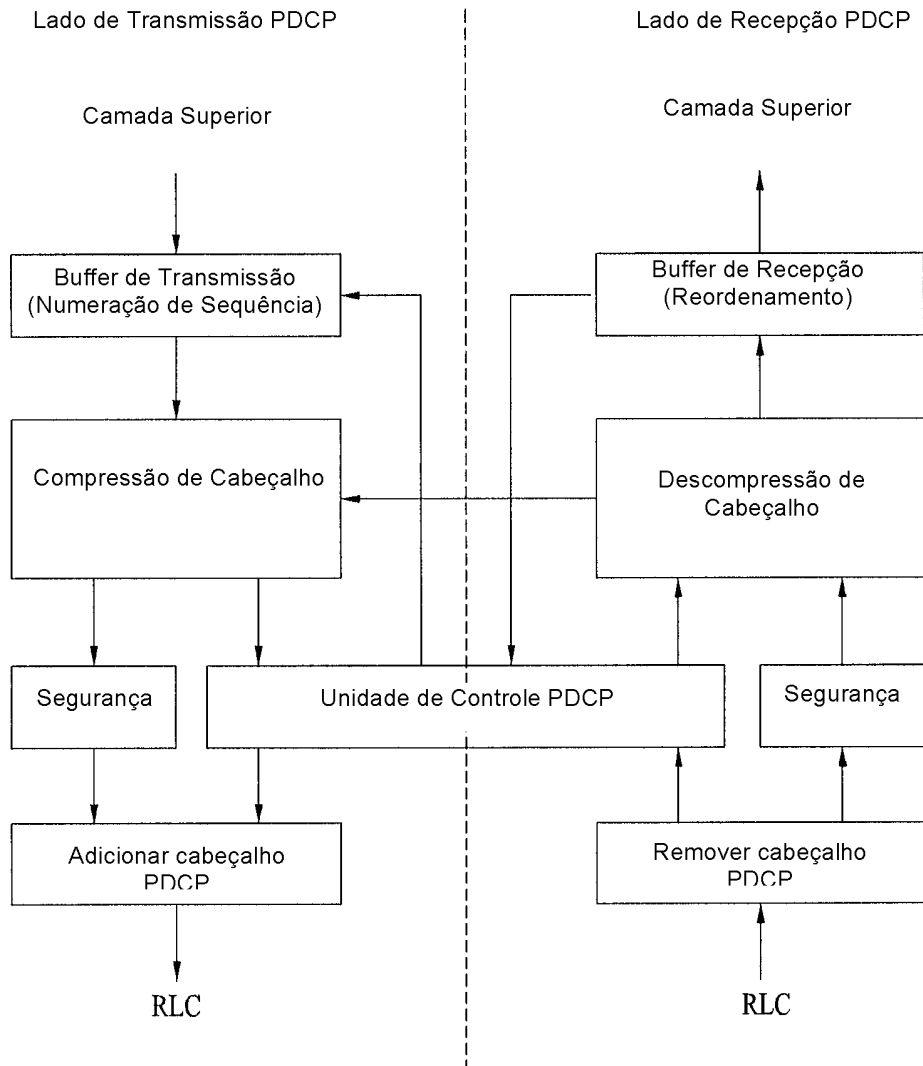 Lado de Transmissão PDCP
Lado de Recepção PDCP
Camada Superior
Camada Superior
Buffer de Transmissão
(Numeração de Sequência)
Buffer de Recepção
(Reordenamento)
Compressão de Cabeçalho
Descompressão de
Cabeçalho
Segurança
Unidade de Controle PDCP
Segurança
Adicionar cabeçalho
PDCP
Remover cabeçalho
PDCP
RLC
RLC